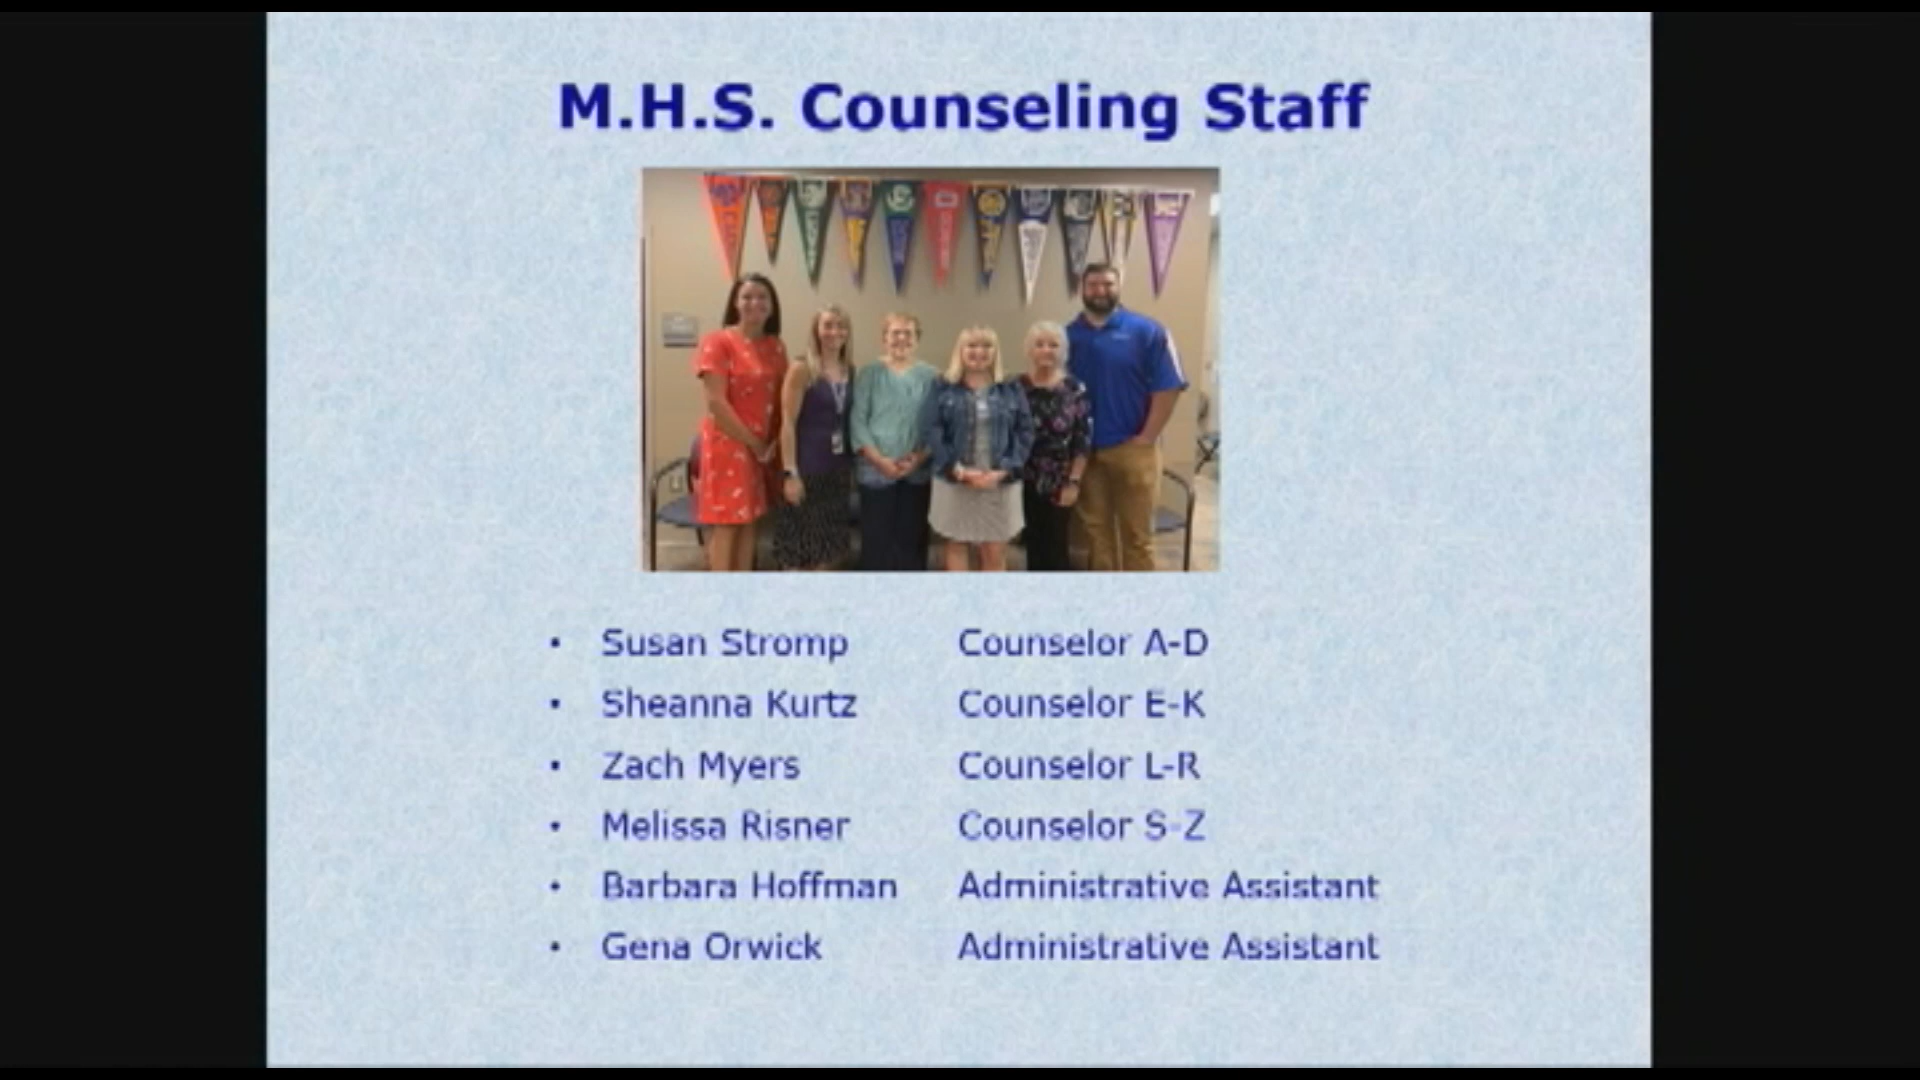 M.H.S. Counseling Staff
• Susan Stromp Counselor A-D
• Sheanna Kurtz Counselor E-K
• Zach Myers Counselor L-R
• Melissa Risner Counselor S-Z
• Barbara Hoffman Administrative Assistant
• Gena Orwick Administrative Assistant